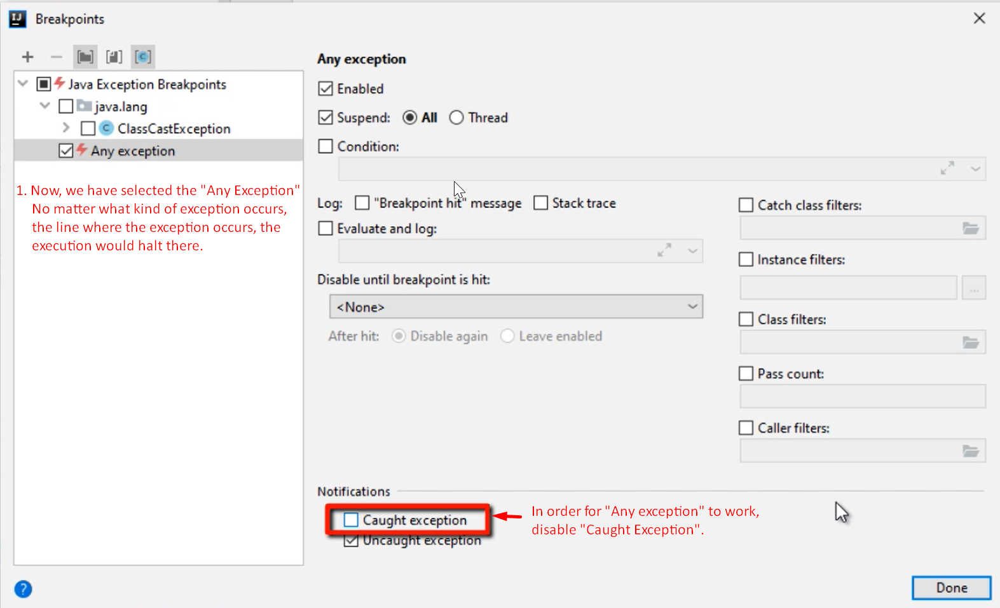 IJ
Breakpoints
Java Exception Breakpoints
java.lang
C ClassCastException
Any exception
1. Now, we have selected the "Any Exception"
No matter what kind of exception occurs,
the line where the exception occurs, the
execution would halt there.
Any exception
Enabled
Suspend: All Thread
Condition:
Log: "Breakpoint hit" message Stack trace
Evaluate and log:
Disable until breakpoint is hit:
<None>
After hit: Disable again Leave enabled
Catch class filters:
Instance filters:
...
Class filters:
Pass count:
Caller filters:
Notifications
Caught exception
Uncaught exception
In order for "Any exception" to work,
disable "Caught Exception".
?
Done